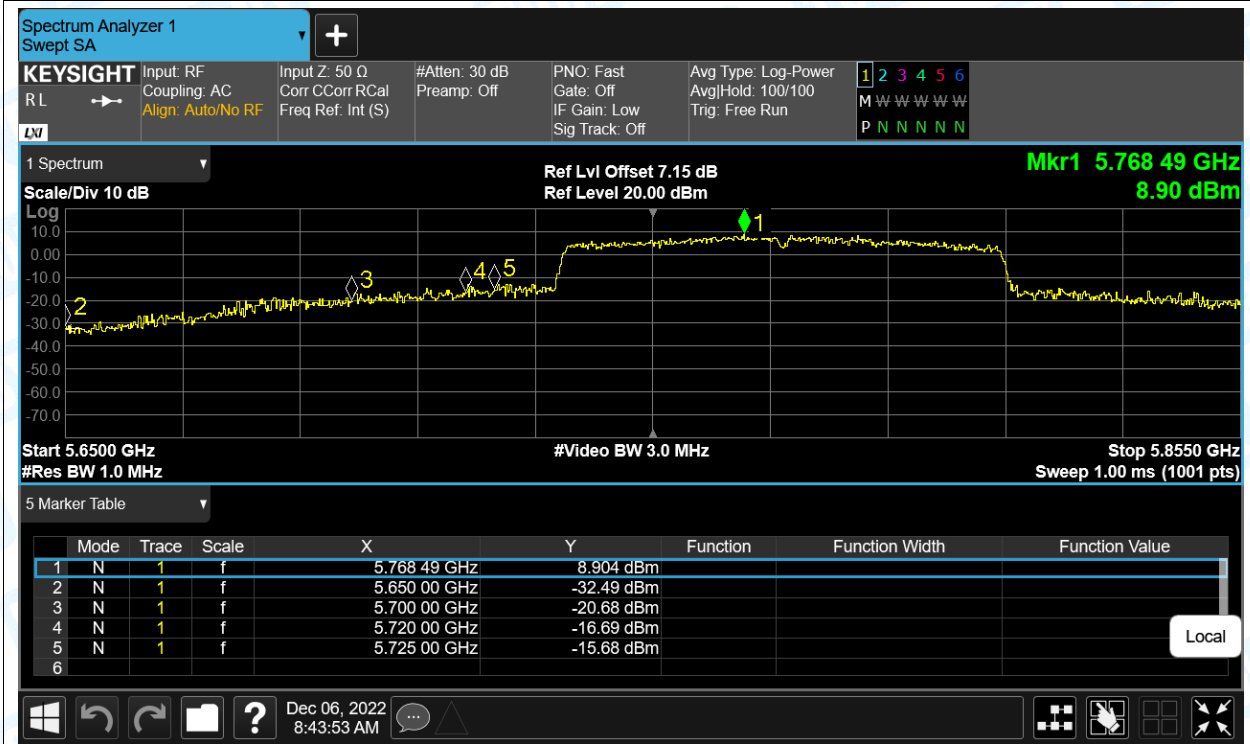 Spectrum Analyzer 1
Swept SA
+
KEYSIGHT
R L
LXI
Input: RF
Coupling: AC
Align: Auto/No RF
Input Z: 50 Ω
Corr CCorr RCal
Freq Ref: Int (S)
#Atten: 30 dB
Preamp: Off
PNO: Fast
Gate: Off
IF Gain: Low
Sig Track: Off
Avg Type: Log-Power
Avg|Hold: 100/100
Trig: Free Run
1 2 3 4 5 6
M W W W W W
P N N N N N
1 Spectrum
Scale/Div 10 dB
Ref Lvl Offset 7.15 dB
Ref Level 20.00 dBm
Mkr1 5.768 49 GHz
8.90 dBm
Log
10.0
0.00
-10.0
-20.0
-30.0
-40.0
-50.0
-60.0
-70.0
2
3
4
5
1
Start 5.6500 GHz
#Res BW 1.0 MHz
#Video BW 3.0 MHz
Stop 5.8550 GHz
Sweep 1.00 ms (1001 pts)
5 Marker Table
Mode Trace Scale X Y Function Function Width Function Value
1 N 1 f 5.768 49 GHz 8.904 dBm
2 N 1 f 5.650 00 GHz -32.49 dBm
3 N 1 f 5.700 00 GHz -20.68 dBm
4 N 1 f 5.720 00 GHz -16.69 dBm
5 N 1 f 5.725 00 GHz -15.68 dBm
6
Local
?
Dec 06, 2022
8:43:53 AM